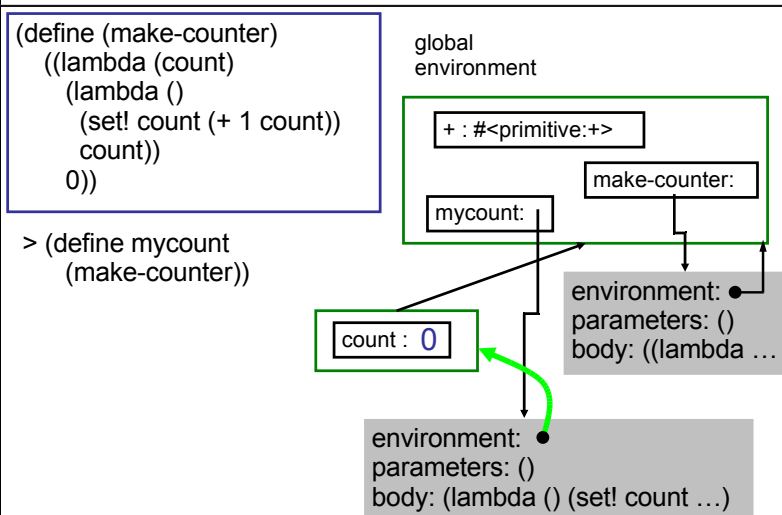 (define (make-counter)
((lambda (count)
(lambda ()
(set! count (+ 1 count))
count))
0))
> (define mycount
(make-counter))
global
environment
+ : #<primitive:+>
make-counter:
mycount:
environment:
parameters: ()
body: ((lambda …
count : 0
environment:
parameters: ()
body: (lambda () (set! count …)